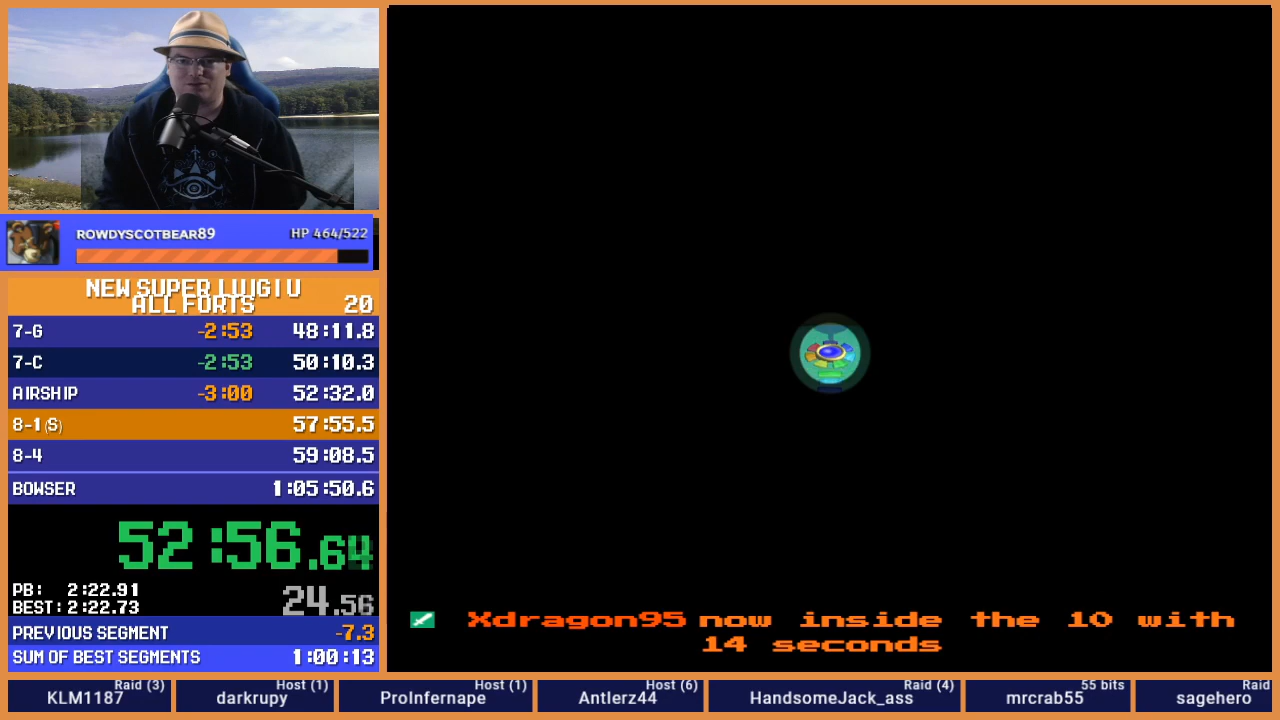 ROWDYSCOTBEAR89 HP 464/522
NEW SUPER LUIGI U
ALL FORTS 20
7-G -2:53 48:11.8
7-C -2:53 50:10.3
AIRSHIP -3:00 52:32.0
8-1 (S) 57:55.5
8-4 59:08.5
BOWSER 1:05:50.6
52:56.64
PB: 2:22.91
BEST: 2:22.73
24.56
PREVIOUS SEGMENT -7.3
SUM OF BEST SEGMENTS 1:00:13
Xdragon95 now inside the 10 with
14 seconds
Raid (3)
KLM1187
Host (1)
darkrupy
Host (1)
ProInfernape
Host (6)
Antlerz44
Raid (4)
HandsomeJack_ass
55 bits
mrcrab55
Raid
sagehero